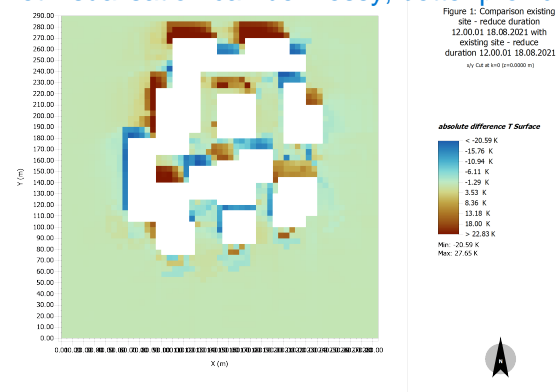 Figure 1: Comparison existing
site - reduce duration
12.00.01 18.08.2021 with
existing site - reduce
duration 12.00.01 18.08.2021
x/y Cut at k=0 (z=0.0000 m)
290.00
280.00
270.00
260.00
250.00
240.00
230.00
220.00
210.00
200.00
190.00
180.00
170.00
160.00
150.00
140.00
130.00
120.00
110.00
100.00
90.00
80.00
70.00
60.00
50.00
40.00
30.00
20.00
10.00
0.00
Y (m)
X (m)
absolute difference T Surface
< -20.59 K
-15.76 K
-10.94 K
-6.11 K
-1.29 K
3.53 K
8.36 K
13.18 K
18.00 K
> 22.83 K
Min: -20.59 K
Max: 27.65 K
N